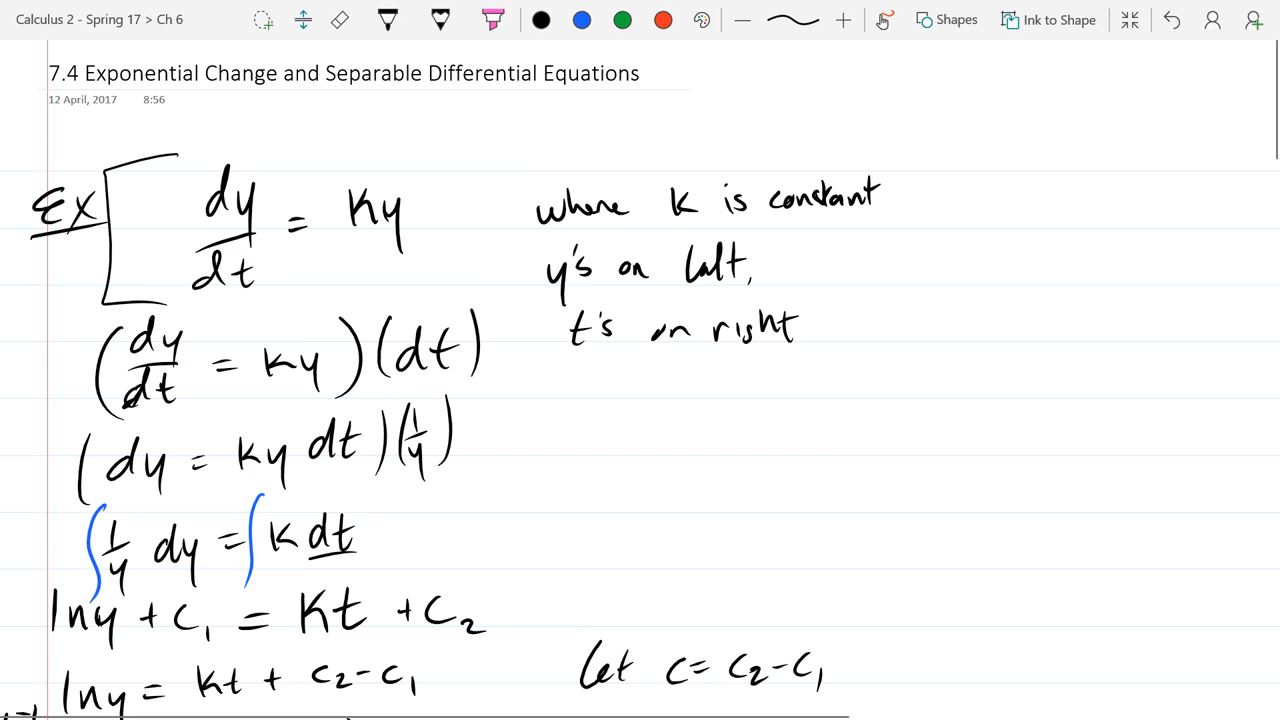 Calculus 2 - Spring 17 > Ch 6
Shapes
Ink to Shape
7.4 Exponential Change and Separable Differential Equations
12 April, 2017 8:56
Ex dy/dt = ky where k is constant
y's on left,
t's on right
(dy/dt = ky)(dt)
(dy = ky dt)(1/y)
∫ 1/y dy = ∫ k dt
ln y + c₁ = kt + c₂
ln y = kt + c₂ - c₁ let c = c₂ - c₁